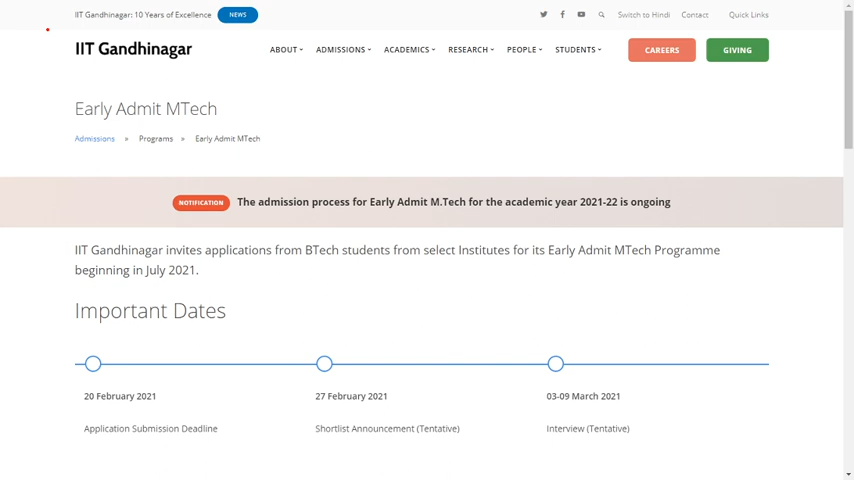 IIT Gandhinagar: 10 Years of Excellence NEWS Switch to Hindi Contact Quick Links
IIT Gandhinagar ABOUT ADMISSIONS ACADEMICS RESEARCH PEOPLE STUDENTS CAREERS GIVING
Early Admit MTech
Admissions » Programs » Early Admit MTech
NOTIFICATION The admission process for Early Admit M.Tech for the academic year 2021-22 is ongoing
IIT Gandhinagar invites applications from BTech students from select Institutes for its Early Admit MTech Programme
beginning in July 2021.
Important Dates
20 February 2021 27 February 2021 03-09 March 2021
Application Submission Deadline Shortlist Announcement (Tentative) Interview (Tentative)